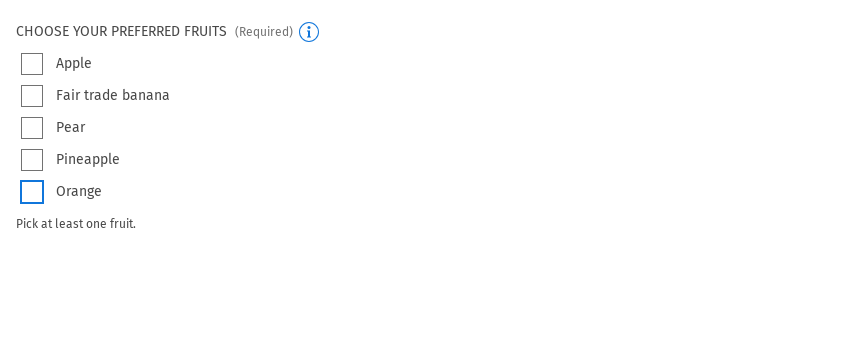 CHOOSE YOUR PREFERRED FRUITS (Required)
Apple
Fair trade banana
Pear
Pineapple
Orange
Pick at least one fruit.